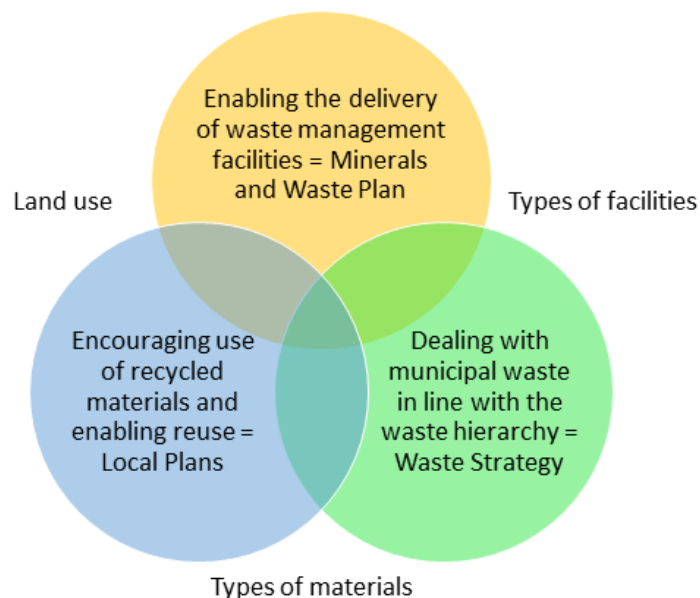 Enabling the delivery
of waste management
facilities = Minerals
and Waste Plan
Land use
Types of facilities
Encouraging use
of recycled
materials and
enabling reuse =
Local Plans
Dealing with
municipal waste
in line with the
waste hierarchy =
Waste Strategy
Types of materials